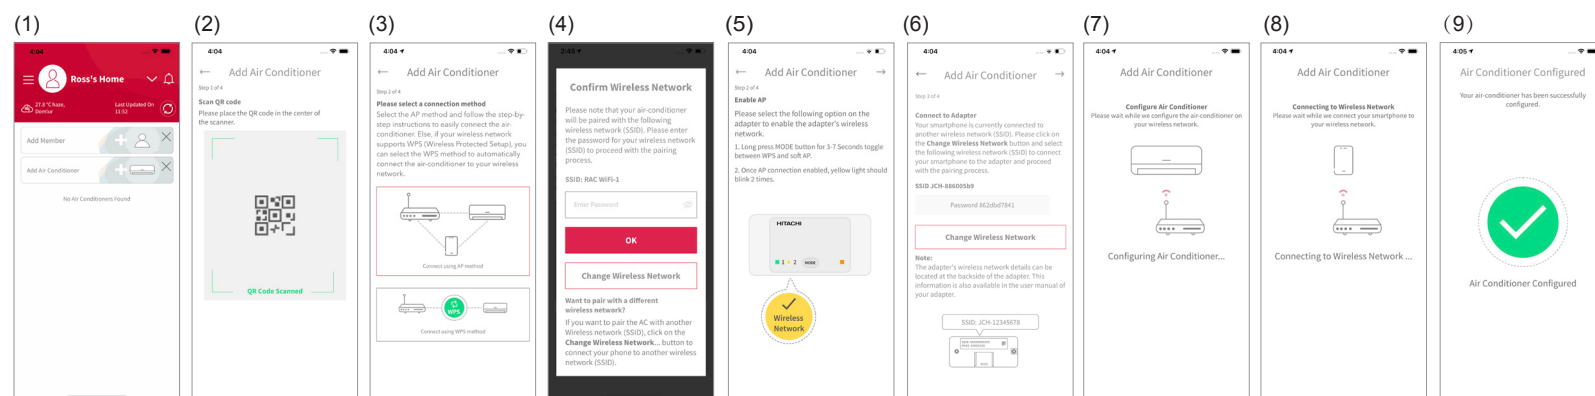 (1)
4:04
Ross's Home
27.8 °C haze,
Last Updated On
11:52
Add Member
Add Air Conditioner
No Air Conditioners Found
(2)
4:04
Add Air Conditioner
Step 1 of 4
Scan QR code
Please place the QR code in the center of
the scanner.
QR Code Scanned
(3)
4:04
Add Air Conditioner
Step 2 of 4
Please select a connection method
Select the AP method and follow the step-by-
step instructions to easily connect the air-
conditioner. Else, if your wireless network
supports WPS (Wireless Protected Setup), you
can select the WPS method to automatically
connect the air-conditioner to your wireless
network.
Connect using AP method
WPS
Connect using WPS method
(4)
2:45
Confirm Wireless Network
Please note that your air-conditioner
will be paired with the following
wireless network (SSID). Please enter
the password for your wireless network
(SSID) to proceed with the pairing
process.
SSID: RAC WiFi-1
Enter Password
OK
Change Wireless Network
Want to pair with a different
wireless network?
If you want to pair the AC with another
Wireless network (SSID), click on the
Change Wireless Network... button to
connect your phone to another wireless
network (SSID).
(5)
4:04
Add Air Conditioner
Step 2 of 4
Enable AP
Please select the following option on the
adapter to enable the adapter's wireless
network.
1. Long press MODE button for 3-7 Seconds toggle
between WPS and soft AP.
2. Once AP connection enabled, yellow light should
blink 2 times.
HITACHI
1 2 MODE
Wireless
Network
(6)
4:04
Add Air Conditioner
Step 3 of 4
Connect to Adapter
Your smartphone is currently connected to
another wireless network (SSID). Please click on
the Change Wireless Network button and select
the following wireless network (SSID) to connect
your smartphone to the adapter and proceed
with the pairing process.
SSID JCH-886005b9
Password 862dbd7841
Change Wireless Network
Note:
The adapter's wireless network details can be
located at the backside of the adapter. This
information is also available in the user manual of
your adapter.
SSID: JCH-12345678
(7)
4:04
Add Air Conditioner
Configure Air Conditioner
Please wait while we configure the air-conditioner on
your wireless network.
Configuring Air Conditioner...
(8)
4:04
Add Air Conditioner
Connecting to Wireless Network
Please wait while we connect your smartphone to
your wireless network.
Connecting to Wireless Network ...
(9)
4:05
Air Conditioner Configured
Your air-conditioner has been successfully
configured.
Air Conditioner Configured